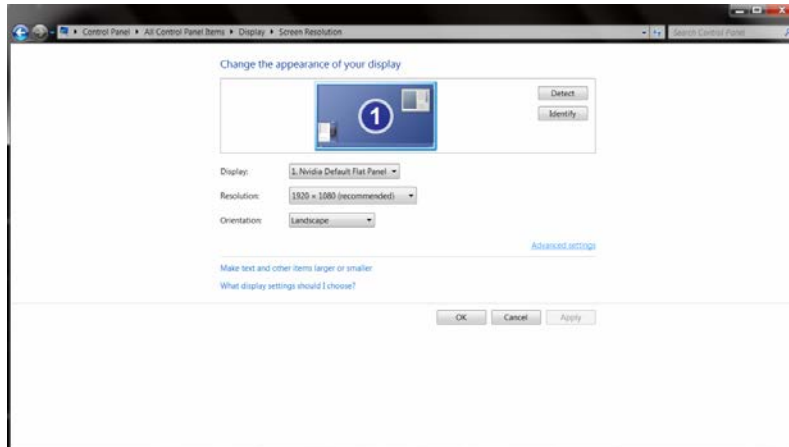 Control Panel ▸ All Control Panel Items ▸ Display ▸ Screen Resolution
Search Control Panel
Change the appearance of your display
1
Detect
Identify
Display: 1. Nvidia Default Flat Panel
Resolution: 1920 × 1080 (recommended)
Orientation: Landscape
Advanced settings
Make text and other items larger or smaller
What display settings should I choose?
OK Cancel Apply